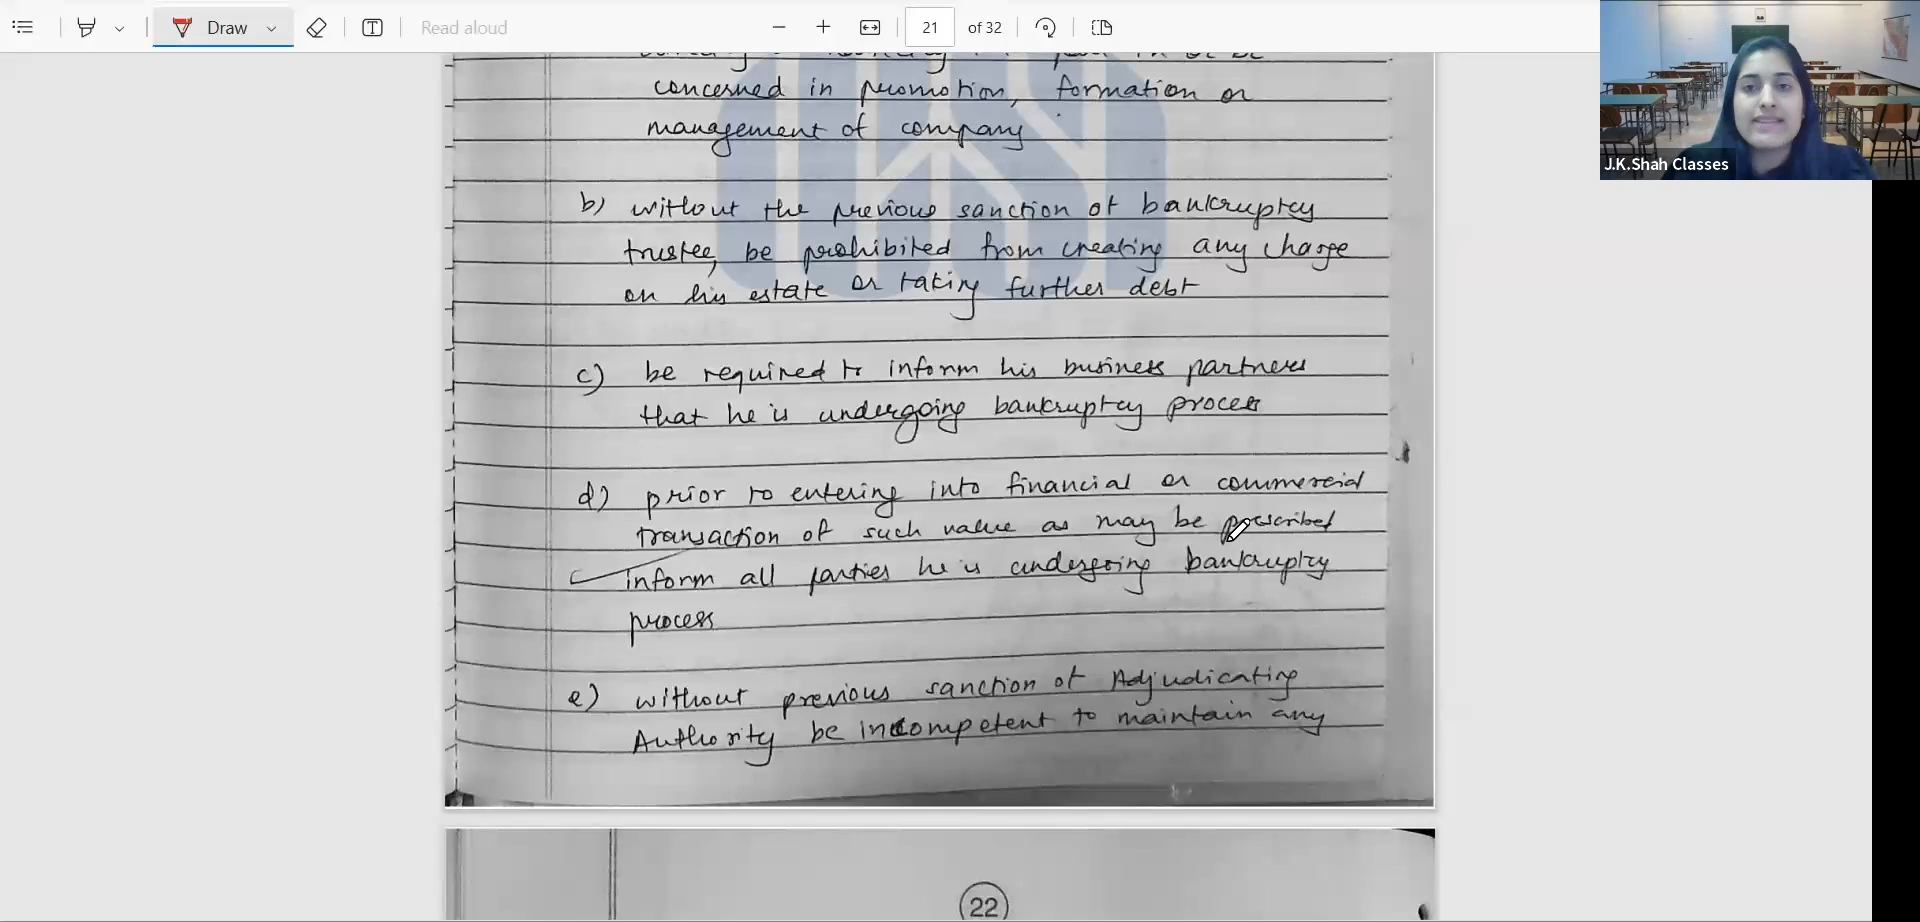 Draw
Read aloud
21
of 32
J.K.Shah Classes
concerned in promotion, formation or
management of company
b) without the previous sanction of bankruptcy
trustee, be prohibited from creating any charge
on his estate or taking further debt
c) be required to inform his business partners
that he is undergoing bankruptcy process
d) prior to entering into financial or commercial
transaction of such value as may be prescribed
inform all parties he is undergoing bankruptcy
process
e) without previous sanction of Adjudicating
Authority be incompetent to maintain any
22